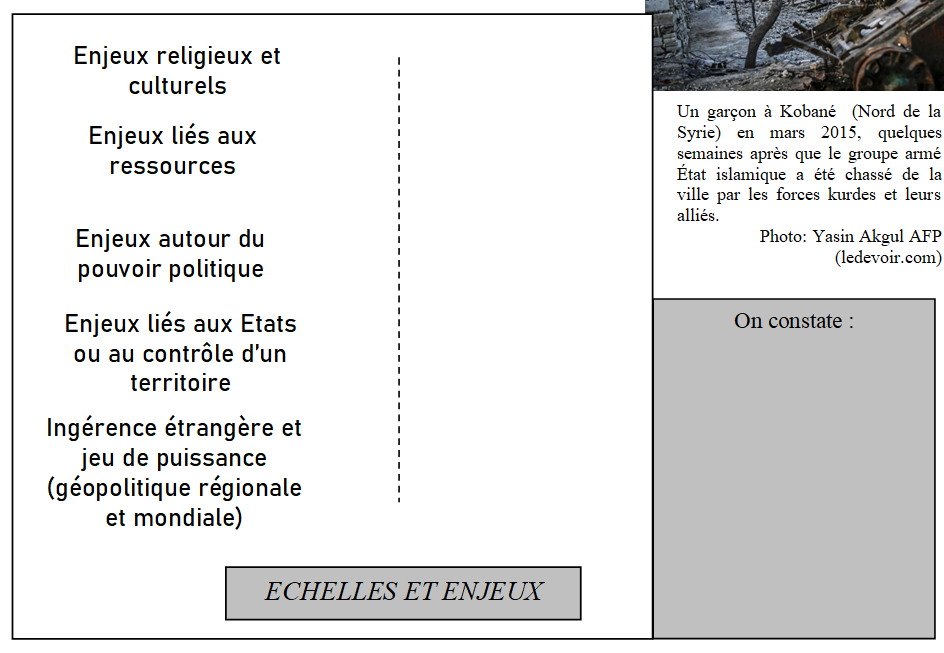 Enjeux religieux et
culturels
Enjeux liés aux
ressources
Enjeux autour du
pouvoir politique
Enjeux liés aux Etats
ou au contrôle d'un
territoire
Ingérence étrangère et
jeu de puissance
(géopolitique régionale
et mondiale)
ECHELLES ET ENJEUX
Un garçon à Kobané (Nord de la
Syrie) en mars 2015, quelques
semaines après que le groupe armé
État islamique a été chassé de la
ville par les forces kurdes et leurs
alliés.
Photo: Yasin Akgul AFP
(ledevoir.com)
On constate :